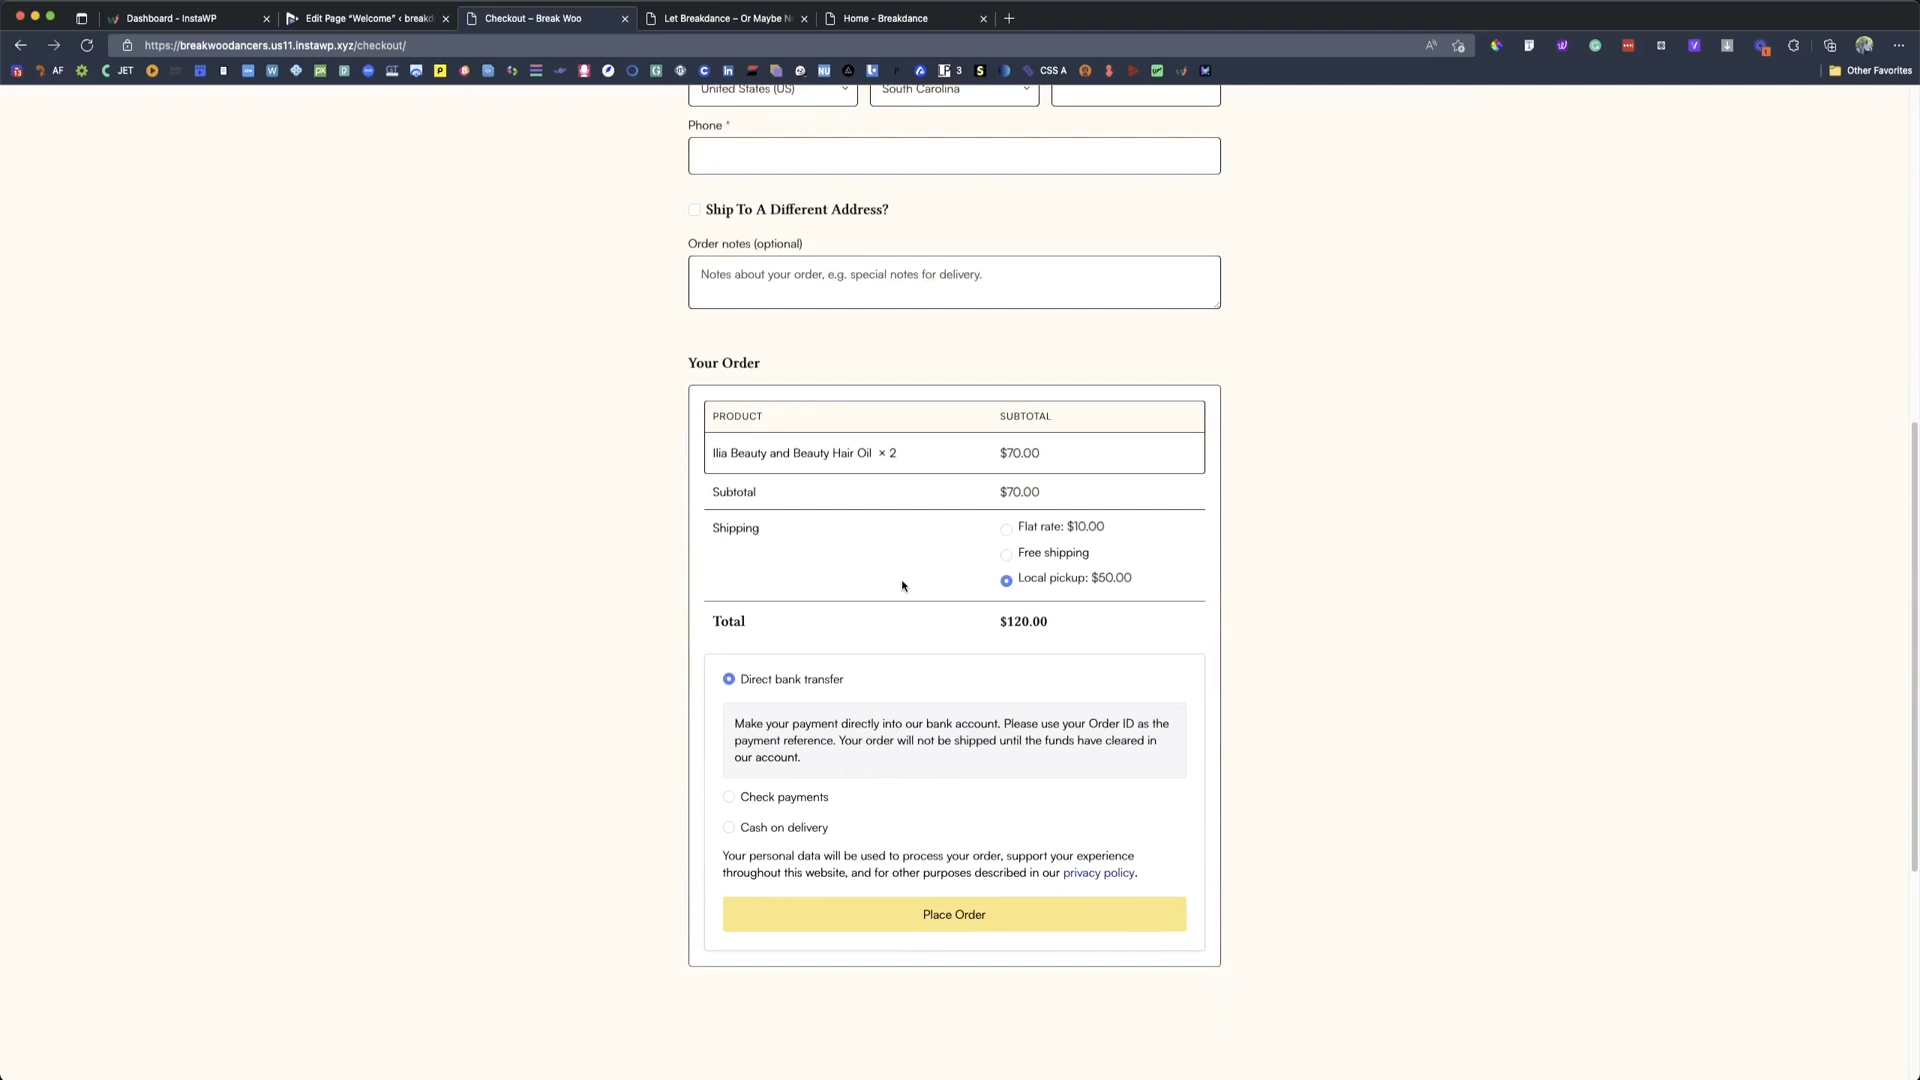 Dashboard - InstaWP
Edit Page "Welcome" ‹ breakd
Checkout – Break Woo
Let Breakdance – Or Maybe N
Home - Breakdance
https://breakwoodancers.us11.instawp.xyz/checkout/
AF
JET
NU
3
CSS A
Other Favorites
United States (US)
South Carolina
Phone *
Ship To A Different Address?
Order notes (optional)
Notes about your order, e.g. special notes for delivery.
Your Order
PRODUCT SUBTOTAL
Ilia Beauty and Beauty Hair Oil × 2 $70.00
Subtotal $70.00
Shipping Flat rate: $10.00
Free shipping
Local pickup: $50.00
Total $120.00
Direct bank transfer
Make your payment directly into our bank account. Please use your Order ID as the
payment reference. Your order will not be shipped until the funds have cleared in
our account.
Check payments
Cash on delivery
Your personal data will be used to process your order, support your experience
throughout this website, and for other purposes described in our privacy policy.
Place Order